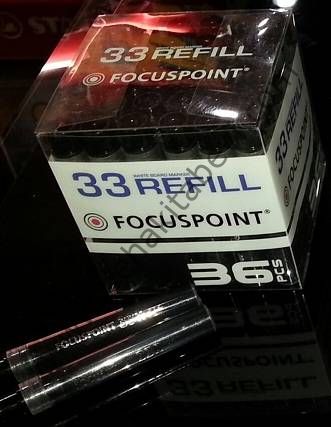 33 REFILL
FOCUSPOINT®
WHITE BOARD MARKER
33 REFILL
FOCUSPOINT®
36 PCS
33 REFILL
FOCUSPOINT